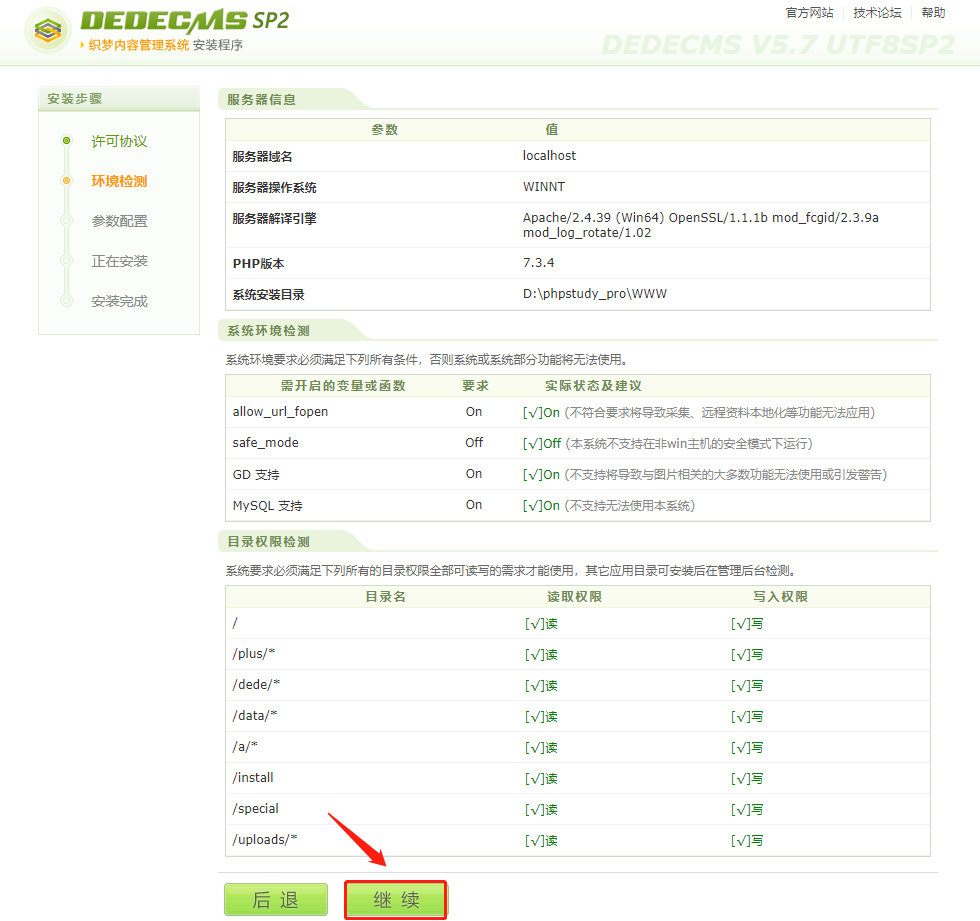 DEDECMS SP2
官方网站 技术论坛 帮助
织梦内容管理系统 安装程序
DEDECMS V5.7 UTF8SP2
安装步骤
许可协议
环境检测
参数配置
正在安装
安装完成
服务器信息
参数 值
服务器域名 localhost
服务器操作系统 WINNT
服务器解译引擎 Apache/2.4.39 (Win64) OpenSSL/1.1.1b mod_fcgid/2.3.9a
mod_log_rotate/1.02
PHP版本 7.3.4
系统安装目录 D:\phpstudy_pro\WWW
系统环境检测
系统环境要求必须满足下列所有条件，否则系统或系统部分功能将无法使用。
需开启的变量或函数 要求 实际状态及建议
allow_url_fopen On [√]On (不符合要求将导致采集、远程资料本地化等功能无法应用)
safe_mode Off [√]Off (本系统不支持在非win主机的安全模式下运行)
GD 支持 On [√]On (不支持将导致与图片相关的大多数功能无法使用或引发警告)
MySQL 支持 On [√]On (不支持无法使用本系统)
目录权限检测
系统要求必须满足下列所有的目录权限全部可读写的需求才能使用，其它应用目录可安装后在管理后台检测。
目录名 读取权限 写入权限
/ [√]读 [√]写
/plus/* [√]读 [√]写
/dede/* [√]读 [√]写
/data/* [√]读 [√]写
/a/* [√]读 [√]写
/install [√]读 [√]写
/special [√]读 [√]写
/uploads/* [√]读 [√]写
后退 继续